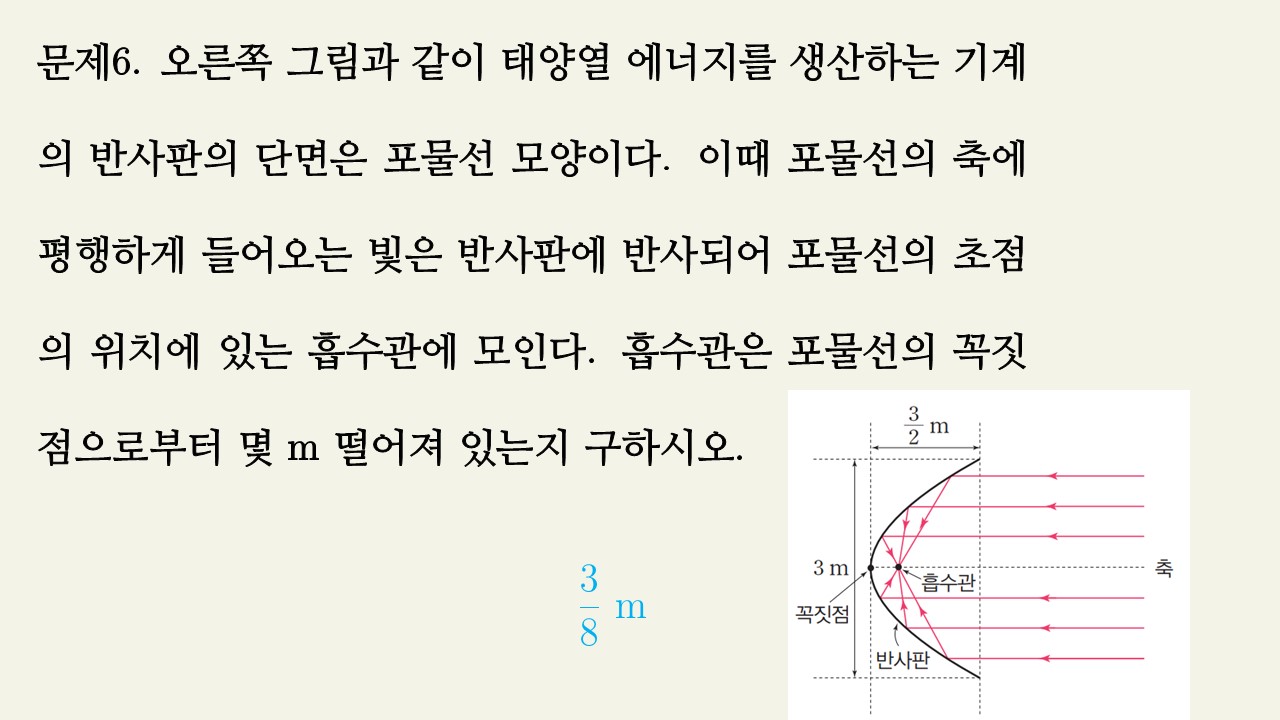 문제6. 오른쪽 그림과 같이 태양열 에너지를 생산하는 기계
의 반사판의 단면은 포물선 모양이다. 이때 포물선의 축에
평행하게 들어오는 빛은 반사판에 반사되어 포물선의 초점
의 위치에 있는 흡수관에 모인다. 흡수관은 포물선의 꼭짓
점으로부터 몇 m 떨어져 있는지 구하시오.
3/2 m
3 m
축
흡수관
꼭짓점
반사판
3/8 m